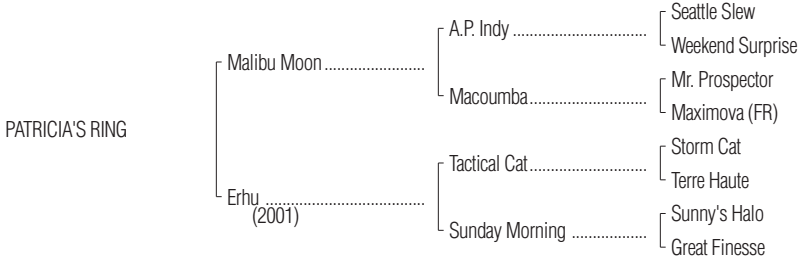 Seattle Slew
A.P. Indy ................................
Weekend Surprise
Malibu Moon........................
Mr. Prospector
Macoumba............................
Maximova (FR)
PATRICIA'S RING
Storm Cat
Tactical Cat............................
Terre Haute
Erhu ......................................
(2001)
Sunny's Halo
Sunday Morning ..................
Great Finesse